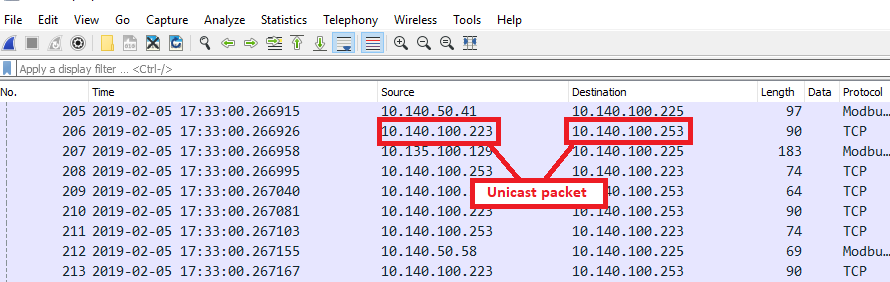 File Edit View Go Capture Analyze Statistics Telephony Wireless Tools Help
Apply a display filter ... <Ctrl-/>
No. Time Source Destination Length Data Protocol
205 2019-02-05 17:33:00.266915 10.140.50.41 10.140.100.225 97 Modbu...
206 2019-02-05 17:33:00.266926 10.140.100.223 10.140.100.253 90 TCP
207 2019-02-05 17:33:00.266958 10.135.100.129 10.140.100.225 183 Modbu...
208 2019-02-05 17:33:00.266995 10.140.100.253 10.140.100.223 74 TCP
Unicast packet
209 2019-02-05 17:33:00.267040 10.140.100. 10.140.100.253 64 TCP
210 2019-02-05 17:33:00.267081 10.140.100.223 10.140.100.253 90 TCP
211 2019-02-05 17:33:00.267103 10.140.100.253 10.140.100.223 74 TCP
212 2019-02-05 17:33:00.267155 10.140.50.58 10.140.100.225 69 Modbu...
213 2019-02-05 17:33:00.267167 10.140.100.223 10.140.100.253 90 TCP